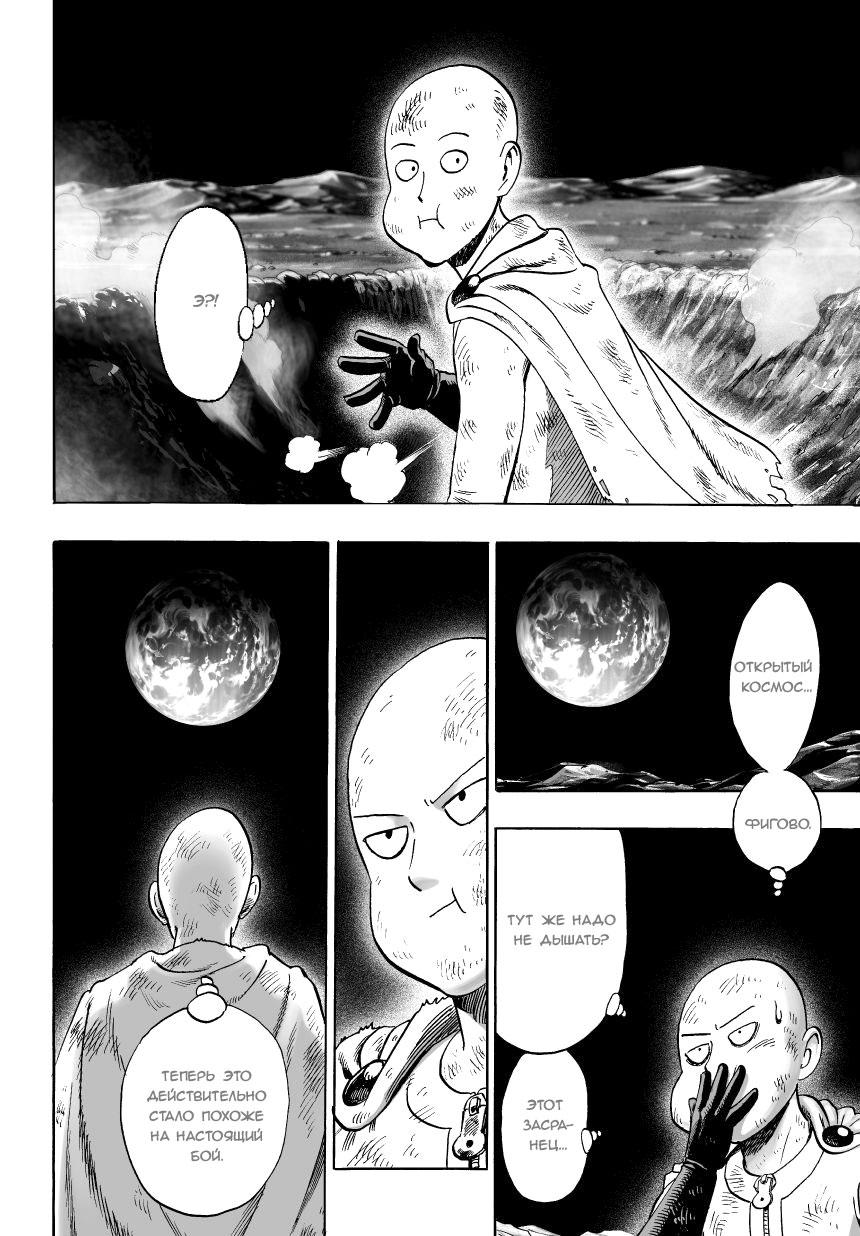 Э?!
ОТКРЫТЫЙ
КОСМОС...
ФИГОВО.
ТУТ ЖЕ НАДО
НЕ ДЫШАТЬ?
ЭТОТ
ЗАСРА-
НЕЦ...
ТЕПЕРЬ ЭТО
ДЕЙСТВИТЕЛЬНО
СТАЛО ПОХОЖЕ
НА НАСТОЯЩИЙ
БОЙ.